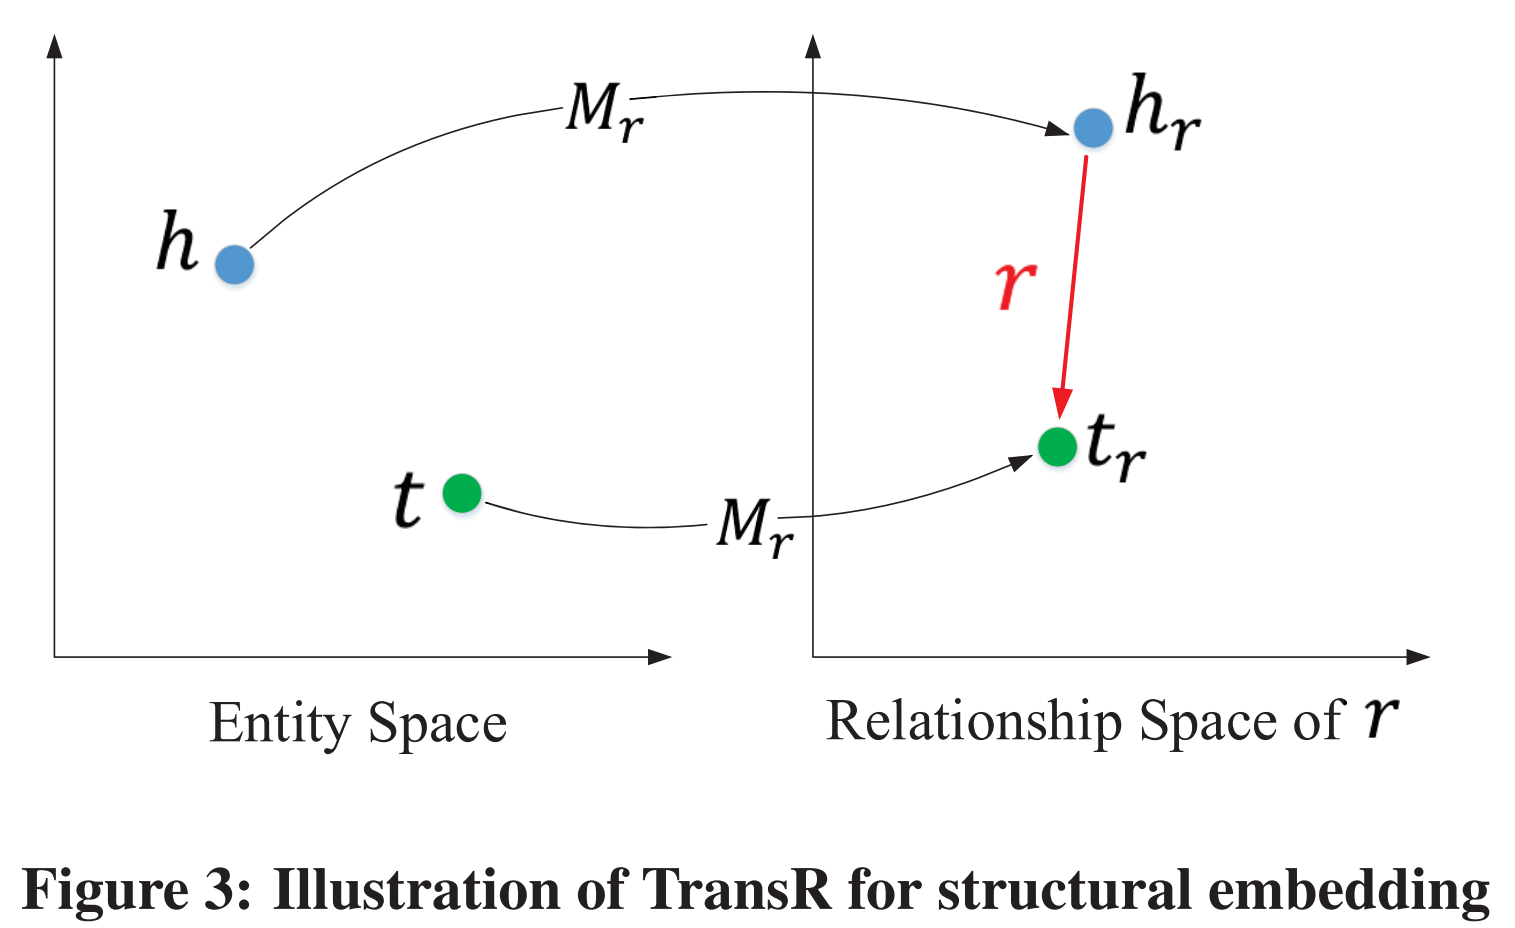 M_r
h_r
h
r
t
t_r
M_r
Entity Space
Relationship Space of r
Figure 3: Illustration of TransR for structural embedding